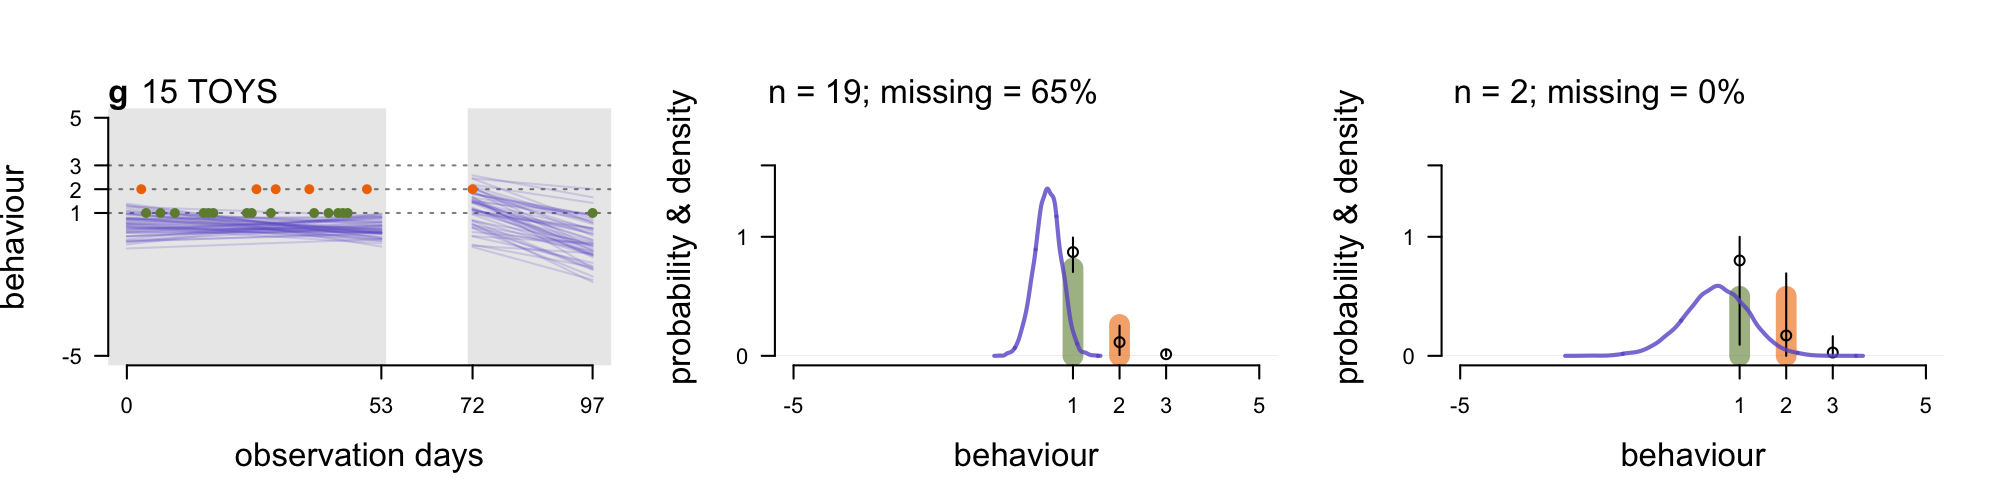 g 15 TOYS
behaviour
5
3
2
1
-5
0 53 72 97
observation days
n = 19; missing = 65%
probability & density
1
0
-5 1 2 3 5
behaviour
n = 2; missing = 0%
probability & density
1
0
-5 1 2 3 5
behaviour